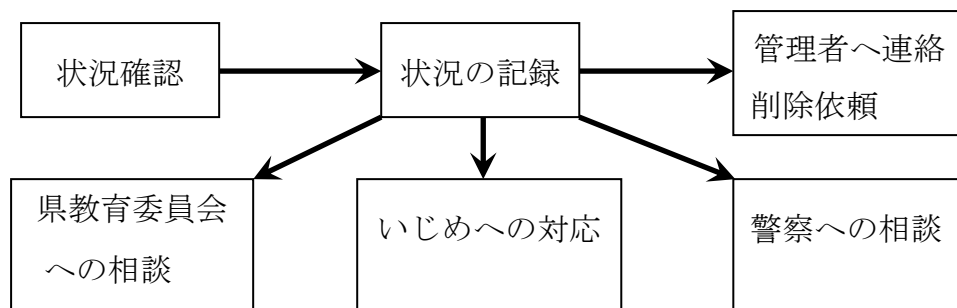 状況確認
状況の記録
管理者へ連絡
削除依頼
県教育委員会
への相談
いじめへの対応
警察への相談